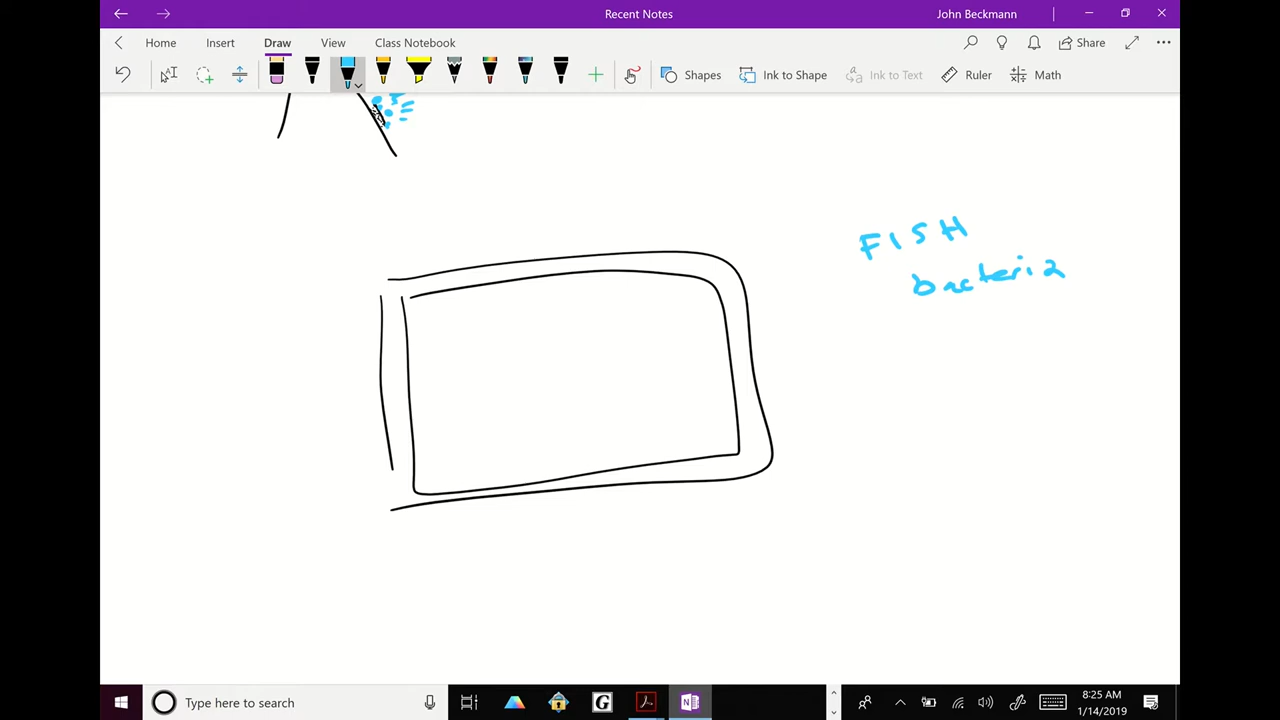 Recent Notes
John Beckmann
Home Insert Draw View Class Notebook
Share
Shapes Ink to Shape Ink to Text Ruler Math
FISH
bacteria
Type here to search
8:25 AM
1/14/2019